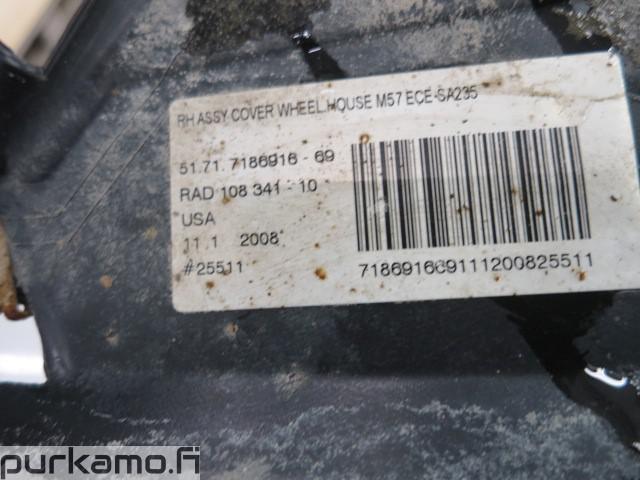 RH ASSY COVER WHEEL HOUSE M57 ECE-SA235
51.71. 7186916 - 69
RAD 108 341 - 10
USA
11.1 2008
#25511
718691669111200825511
purkamo.fi